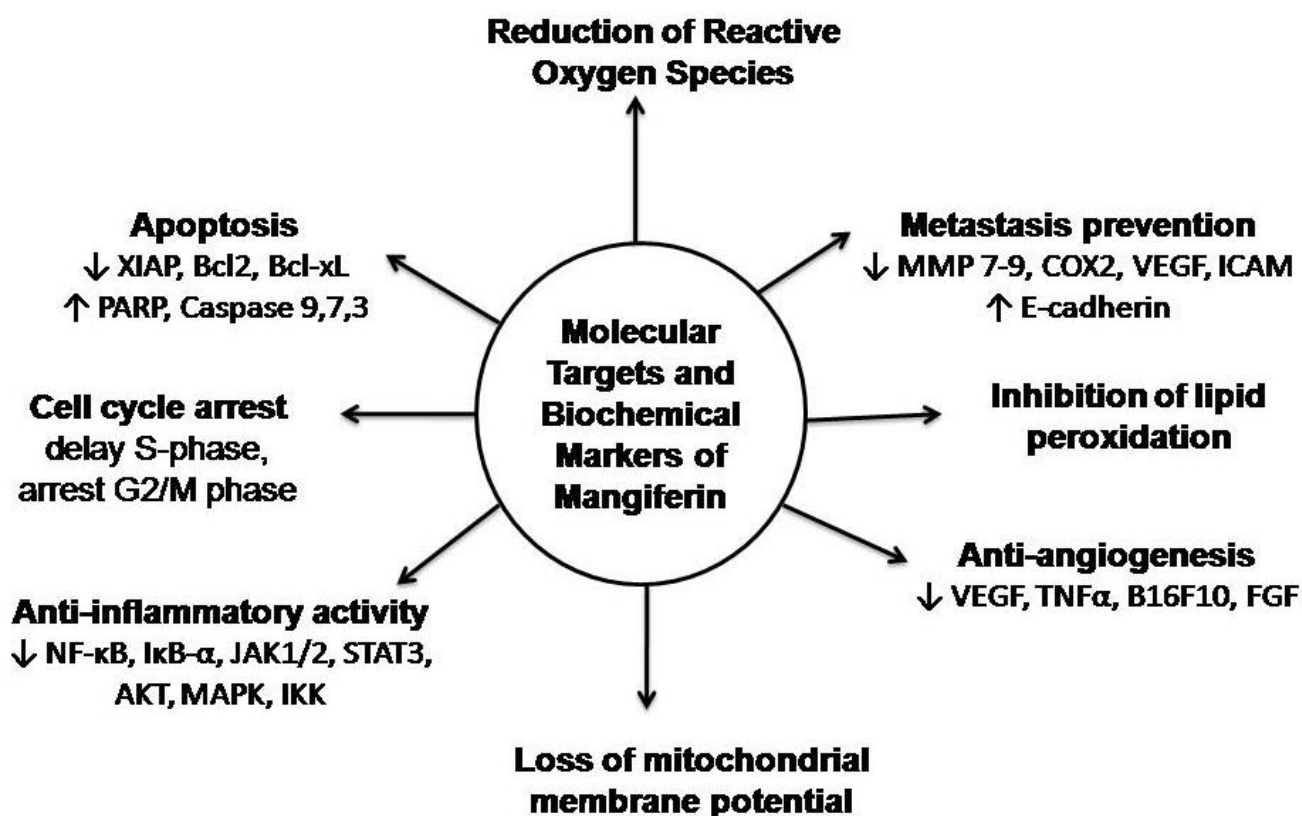 Reduction of Reactive
Oxygen Species
Apoptosis
↓ XIAP, Bcl2, Bcl-xL
↑ PARP, Caspase 9,7,3
Metastasis prevention
↓ MMP 7-9, COX2, VEGF, ICAM
↑ E-cadherin
Molecular
Targets and
Biochemical
Markers of
Mangiferin
Cell cycle arrest
delay S-phase,
arrest G2/M phase
Inhibition of lipid
peroxidation
Anti-inflammatory activity
↓ NF-κB, IκB-α, JAK1/2, STAT3,
AKT, MAPK, IKK
Anti-angiogenesis
↓ VEGF, TNFα, B16F10, FGF
Loss of mitochondrial
membrane potential